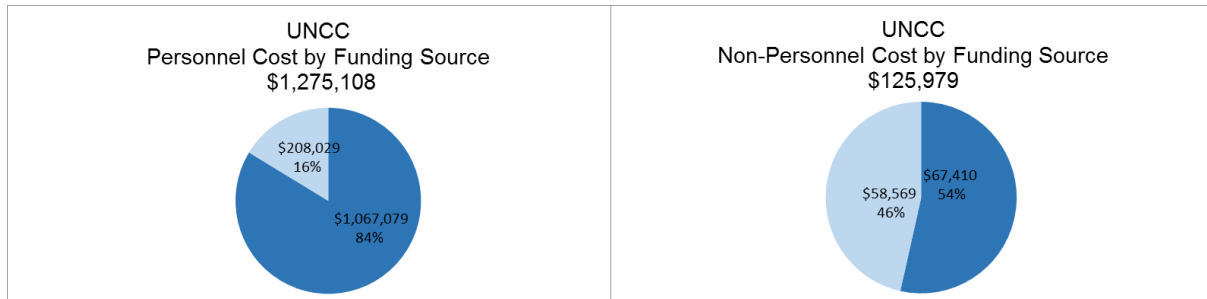 UNCC
Personnel Cost by Funding Source
$1,275,108
$208,029
16%
$1,067,079
84%
UNCC
Non-Personnel Cost by Funding Source
$125,979
$67,410
54%
$58,569
46%